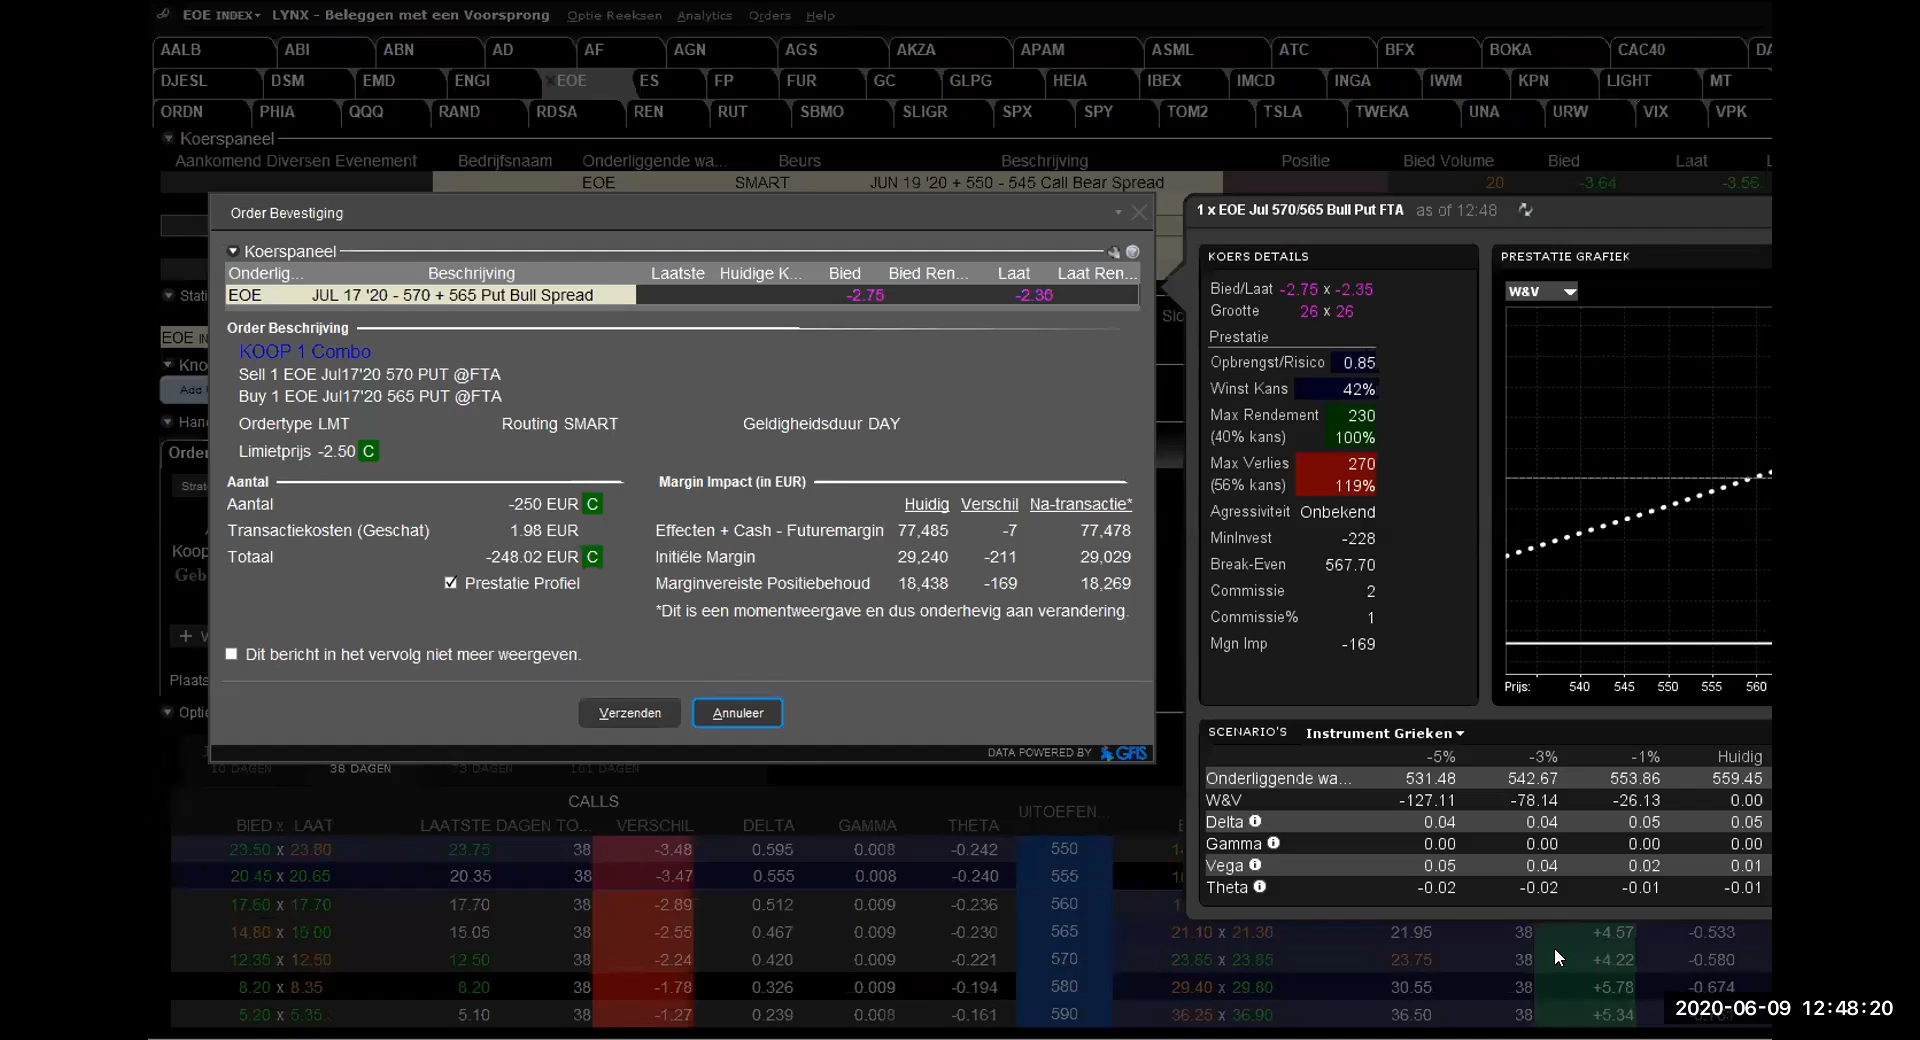 EOE INDEX LYNX - Beleggen met een Voorsprong Optie Reeksen Analytics Orders Help
AALB ABI ABN AD AF AGN AGS AKZA APAM ASML ATC BFX BOKA CAC40
DJESL DSM EMD ENGI EOE ES FP FUR GC GLPG HEIA IBEX IMCD INGA IWM KPN LIGHT MT
ORDN PHIA QQQ RAND RDSA REN RUT SBMO SLIGR SPX SPY TOM2 TSLA TWEKA UNA URW VIX VPK
Koerspaneel
Aankomend Diversen Evenement Bedrijfsnaam Onderliggende wa... Beurs Beschrijving Positie Bied Volume Bied Laat
EOE SMART JUN 19 '20 + 550 - 545 Call Bear Spread 20 -3.64 -3.56
Order Bevestiging
Koerspaneel
Onderlig... Beschrijving Laatste Huidige K... Bied Bied Ren... Laat Laat Ren...
EOE JUL 17 '20 - 570 + 565 Put Bull Spread -2.75 -2.36
Order Beschrijving
KOOP 1 Combo
Sell 1 EOE Jul17'20 570 PUT @FTA
Buy 1 EOE Jul17'20 565 PUT @FTA
Ordertype LMT Routing SMART Geldigheidsduur DAY
Limietprijs -2.50 C
Aantal
Aantal -250 EUR C
Transactiekosten (Geschat) 1.98 EUR
Totaal -248.02 EUR C
Prestatie Profiel
Margin Impact (in EUR)
Huidig Verschil Na-transactie*
Effecten + Cash - Futuremargin 77,485 -7 77,478
Initiële Margin 29,240 -211 29,029
Marginvereiste Positiebehoud 18,438 -169 18,269
*Dit is een momentweergave en dus onderhevig aan verandering.
Dit bericht in het vervolg niet meer weergeven.
Verzenden Annuleer
DATA POWERED BY GFIS
1 x EOE Jul 570/565 Bull Put FTA as of 12:48
KOERS DETAILS
Bied/Laat -2.75 x -2.35
Grootte 26 x 26
Prestatie
Opbrengst/Risico 0.85
Winst Kans 42%
Max Rendement 230
(40% kans) 100%
Max Verlies 270
(56% kans) 119%
Agressiviteit Onbekend
MinInvest -228
Break-Even 567.70
Commissie 2
Commissie% 1
Mgn Imp -169
PRESTATIE GRAFIEK
W&V
Prijs: 540 545 550 555 560
SCENARIO'S Instrument Grieken
-5% -3% -1% Huidig
Onderliggende wa... 531.48 542.67 553.86 559.45
W&V -127.11 -78.14 -26.13 0.00
Delta 0.04 0.04 0.05 0.05
Gamma 0.00 0.00 0.00 0.00
Vega 0.05 0.04 0.02 0.01
Theta -0.02 -0.02 -0.01 -0.01
10 DAGEN 38 DAGEN 73 DAGEN 101 DAGEN
CALLS
BIED x LAAT LAATSTE DAGEN TO... VERSCHIL DELTA GAMMA THETA UITOEFEN...
23.50 x 23.80 23.75 38 -3.48 0.595 0.008 -0.242 550
20.45 x 20.65 20.35 38 -3.47 0.555 0.008 -0.240 555
17.50 x 17.70 17.70 38 -2.89 0.512 0.009 -0.236 560
14.80 x 15.00 15.05 38 -2.55 0.467 0.009 -0.230 565 21.10 x 21.30 21.95 38 +4.57 -0.533
12.35 x 12.50 12.50 38 -2.24 0.420 0.009 -0.221 570 23.65 x 23.85 23.75 38 +4.22 -0.580
8.20 x 8.35 8.20 38 -1.78 0.326 0.009 -0.194 580 29.40 x 29.80 30.55 38 +5.78 -0.674
5.20 x 5.35 5.10 38 -1.27 0.239 0.008 -0.161 590 36.25 x 36.90 36.50 38 +5.34
2020-06-09 12:48:20